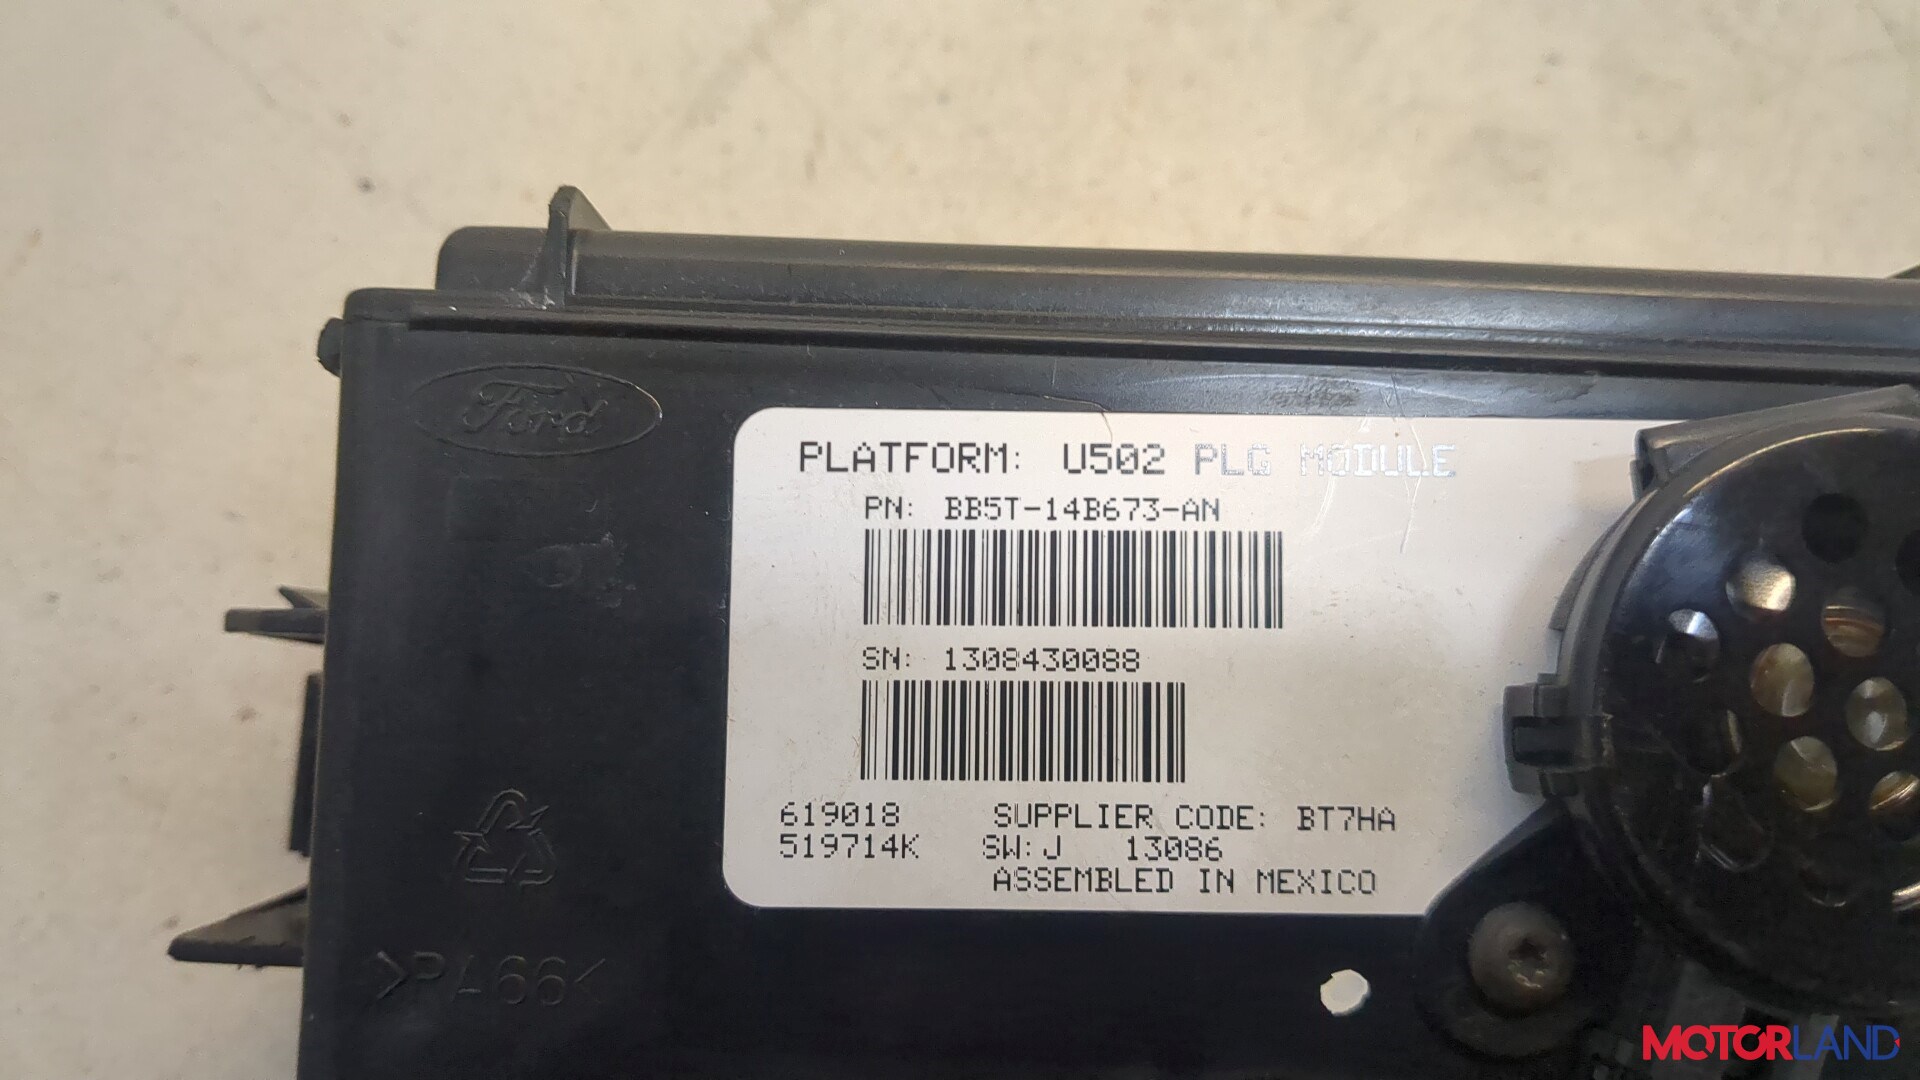 Ford
PLATFORM: U502 PLG MODULE
PN: BB5T-14B673-AN
SN: 1308430088
619018 SUPPLIER CODE: BT7HA
519714K SW:J 13086
ASSEMBLED IN MEXICO
>PA66<
MOTORLAND